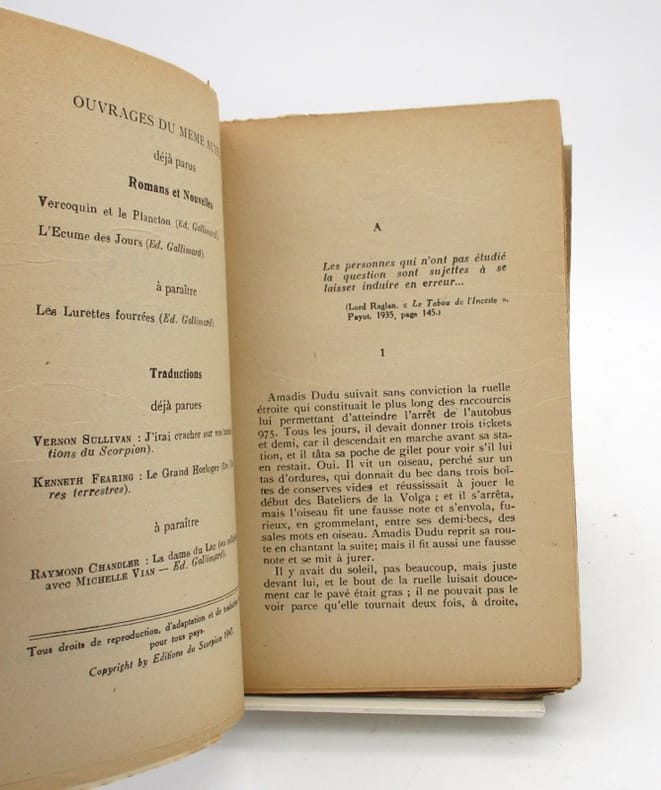 OUVRAGES DU MEME
déjà parus
Romans et Nouvelles
Vercoquin et le Plancton (Ed. Gallimard).
L'Ecume des Jours (Ed. Gallimard).
à paraître
Les Lurettes fourrées (Ed. Gallimard).
Traductions
déjà parues
VERNON SULLIVAN : J'irai cracher sur vos
tions du Scorpion).
KENNETH FEARING : Le Grand Horloger
res terrestres).
à paraître
RAYMOND CHANDLER : La dame du Lac (en
avec MICHELLE VIAN — Ed. Gallimard).
Tous droits de reproduction, d'adaptation et de
pour tous pays.
Copyright by Editions du Scorpion 1947.
A
Les personnes qui n'ont pas étudié
la question sont sujettes à se
laisser induire en erreur...
(Lord Raglan. « Le Tabou de l'Inceste »,
Payot. 1935, page 145.)
1
Amadis Dudu suivait sans conviction la ruelle
étroite qui constituait le plus long des raccourcis
lui permettant d'atteindre l'arrêt de l'autobus
975. Tous les jours, il devait donner trois tickets
et demi, car il descendait en marche avant sa sta-
tion, et il tâta sa poche de gilet pour voir s'il lui
en restait. Oui. Il vit un oiseau, perché sur un
tas d'ordures, qui donnait du bec dans trois boî-
tes de conserves vides et réussissait à jouer le
début des Bateliers de la Volga ; et il s'arrêta,
mais l'oiseau fit une fausse note et s'envola, fu-
rieux, en grommelant, entre ses demi-becs, des
sales mots en oiseau. Amadis Dudu reprit sa rou-
te en chantant la suite; mais il fit aussi une fausse
note et se mit à jurer.
Il y avait du soleil, pas beaucoup, mais juste
devant lui, et le bout de la ruelle luisait douce-
ment car le pavé était gras ; il ne pouvait pas le
voir parce qu'elle tournait deux fois, à droite,